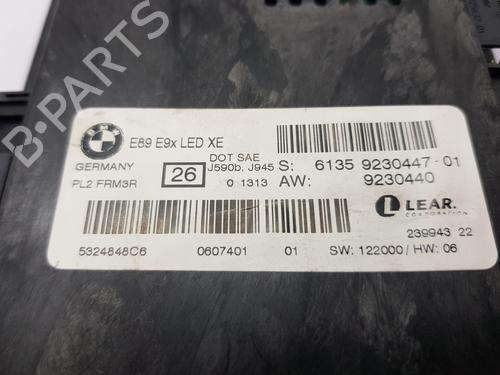 B-PARTS
BMW
E89 E9x LED XE
GERMANY
PL2 FRM3R
26
DOT SAE
J590b, J945
0 1313
S: 6135 9230447-01
AW: 9230440
LEAR.
CORPORATION
239943 22
5324848C6 0607401 01 SW: 122000 / HW: 06